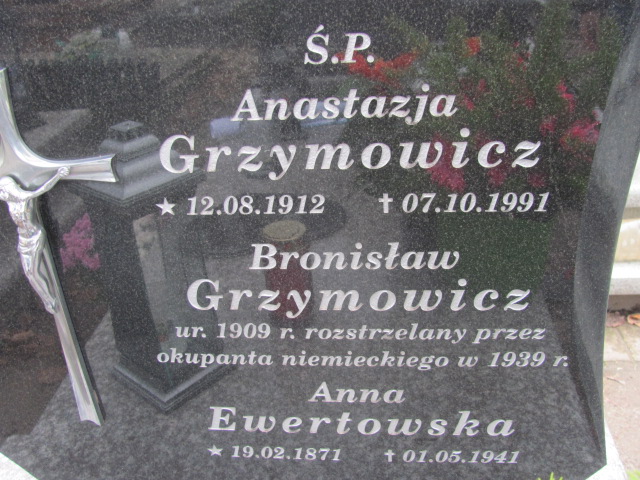 Ś.P.
Anastazja
Grzymowicz
★ 12.08.1912 ✝ 07.10.1991
Bronisław
Grzymowicz
ur. 1909 r. rozstrzelany przez
okupanta niemieckiego w 1939 r.
Anna
Ewertowska
★ 19.02.1871 ✝ 01.05.1941